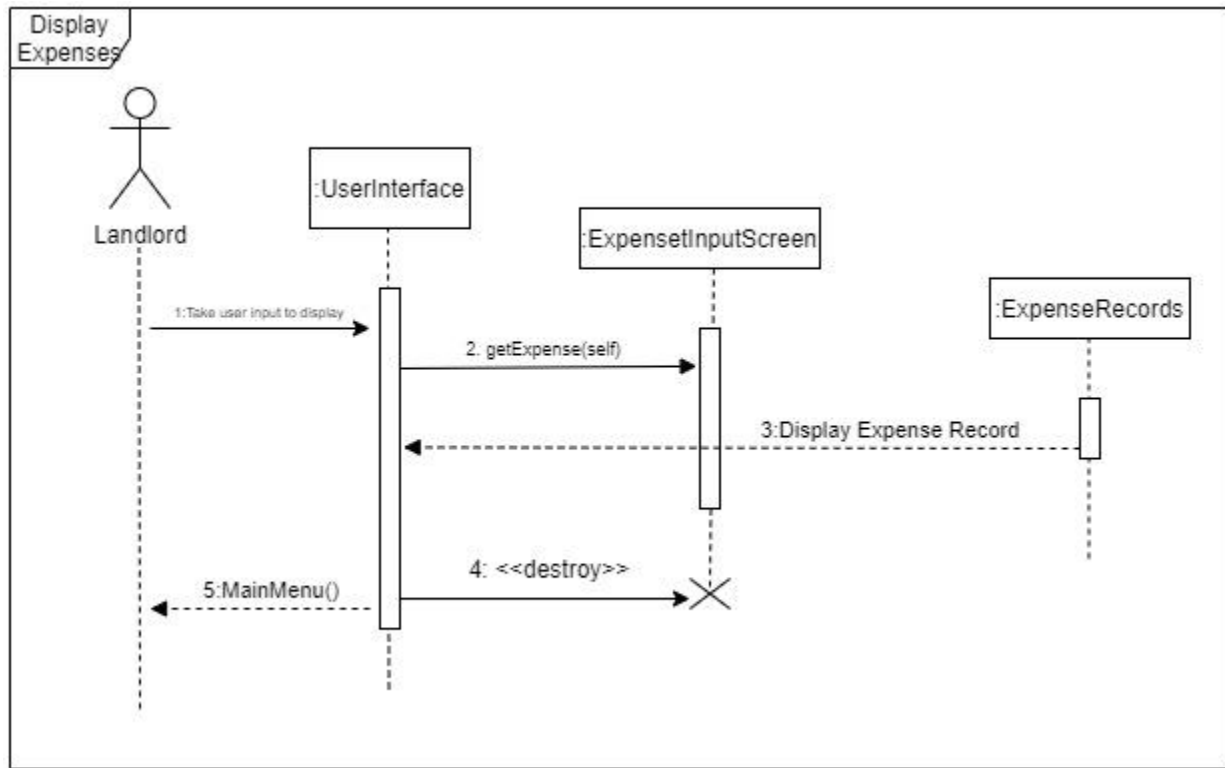 Display
Expenses
:UserInterface
:ExpensetInputScreen
Landlord
:ExpenseRecords
1:Take user input to display
2. getExpense(self)
3:Display Expense Record
4: <<destroy>>
5:MainMenu()